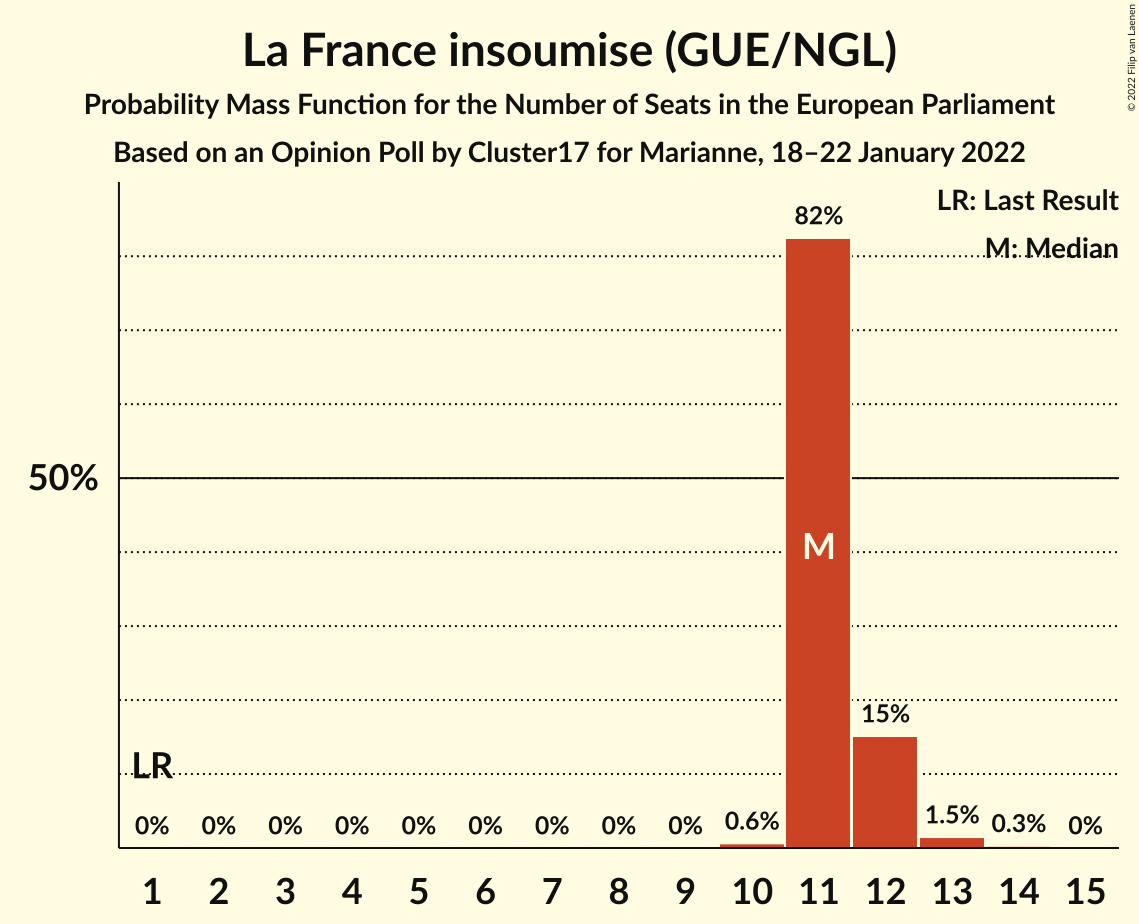 La France insoumise (GUE/NGL)
Probability Mass Function for the Number of Seats in the European Parliament
Based on an Opinion Poll by Cluster17 for Marianne, 18–22 January 2022
© 2022 Filip van Laenen
LR: Last Result
M: Median
82%
50%
M
15%
LR
0% 0% 0% 0% 0% 0% 0% 0% 0% 0.6% 1.5% 0.3% 0%
1 2 3 4 5 6 7 8 9 10 11 12 13 14 15